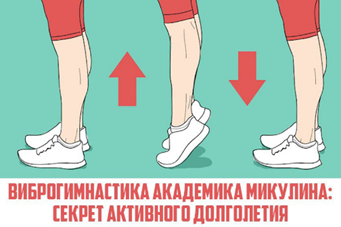 ВИБРОГИМНАСТИКА АКАДЕМИКА МИКУЛИНА:
СЕКРЕТ АКТИВНОГО ДОЛГОЛЕТИЯ